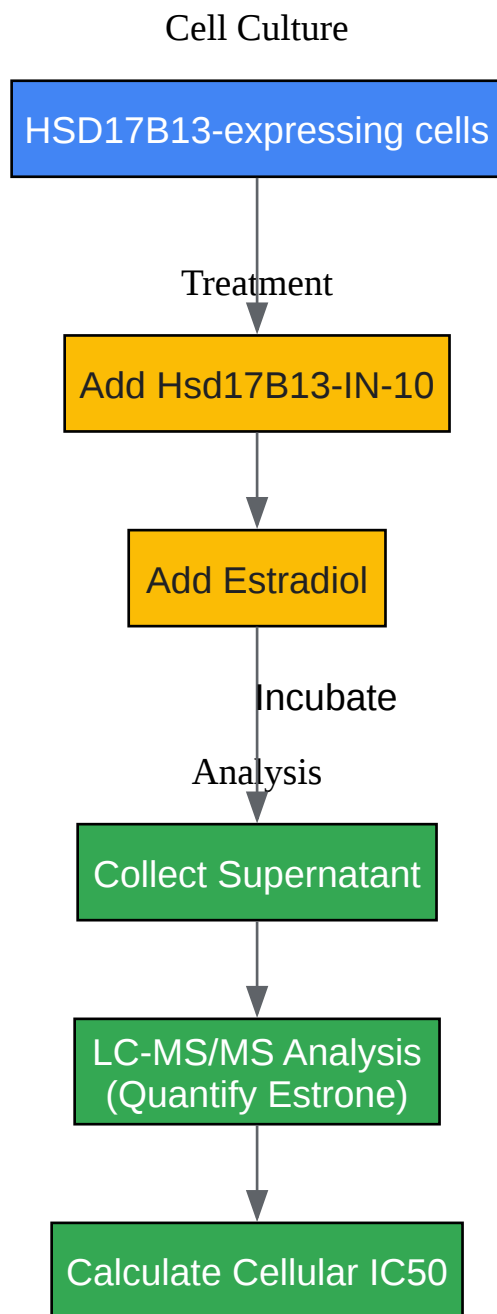 Cell Culture
HSD17B13-expressing cells
Treatment
Add Hsd17B13-IN-10
Add Estradiol
Incubate
Analysis
Collect Supernatant
LC-MS/MS Analysis
(Quantify Estrone)
Calculate Cellular IC50